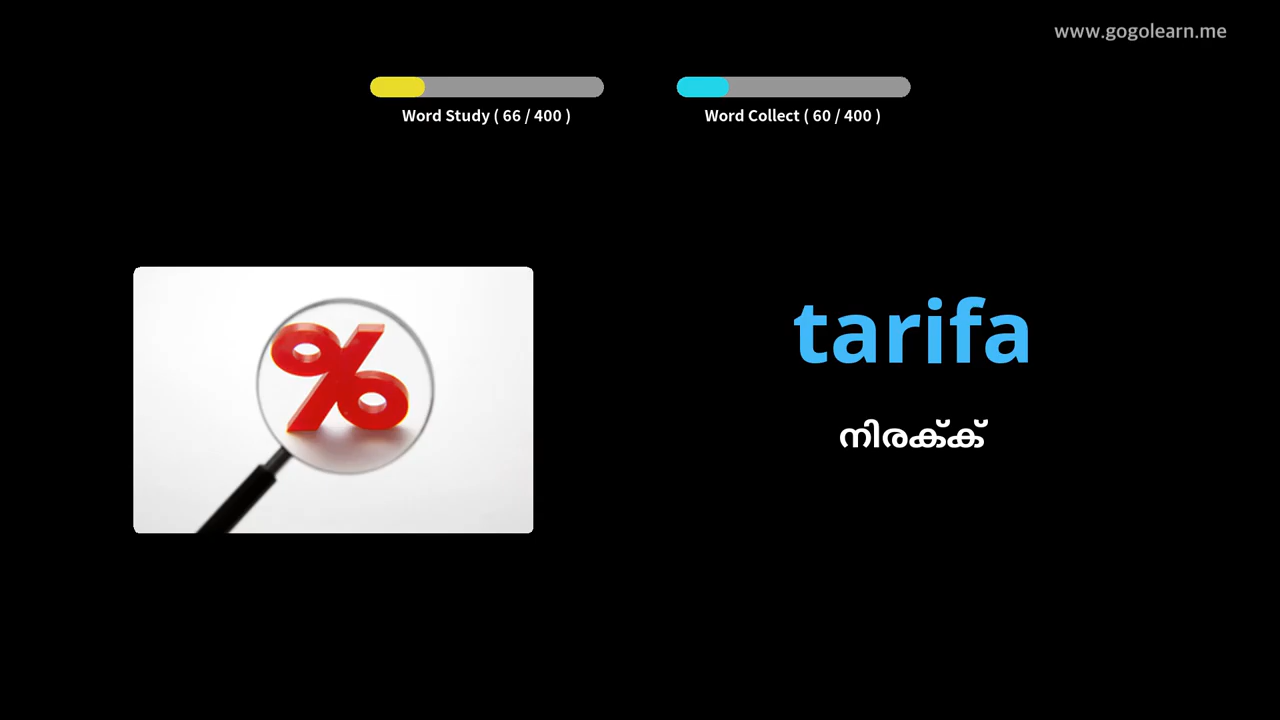 www.gogolearn.me
Word Study ( 66 / 400 )
Word Collect ( 60 / 400 )
%
tarifa
നിരക്ക്